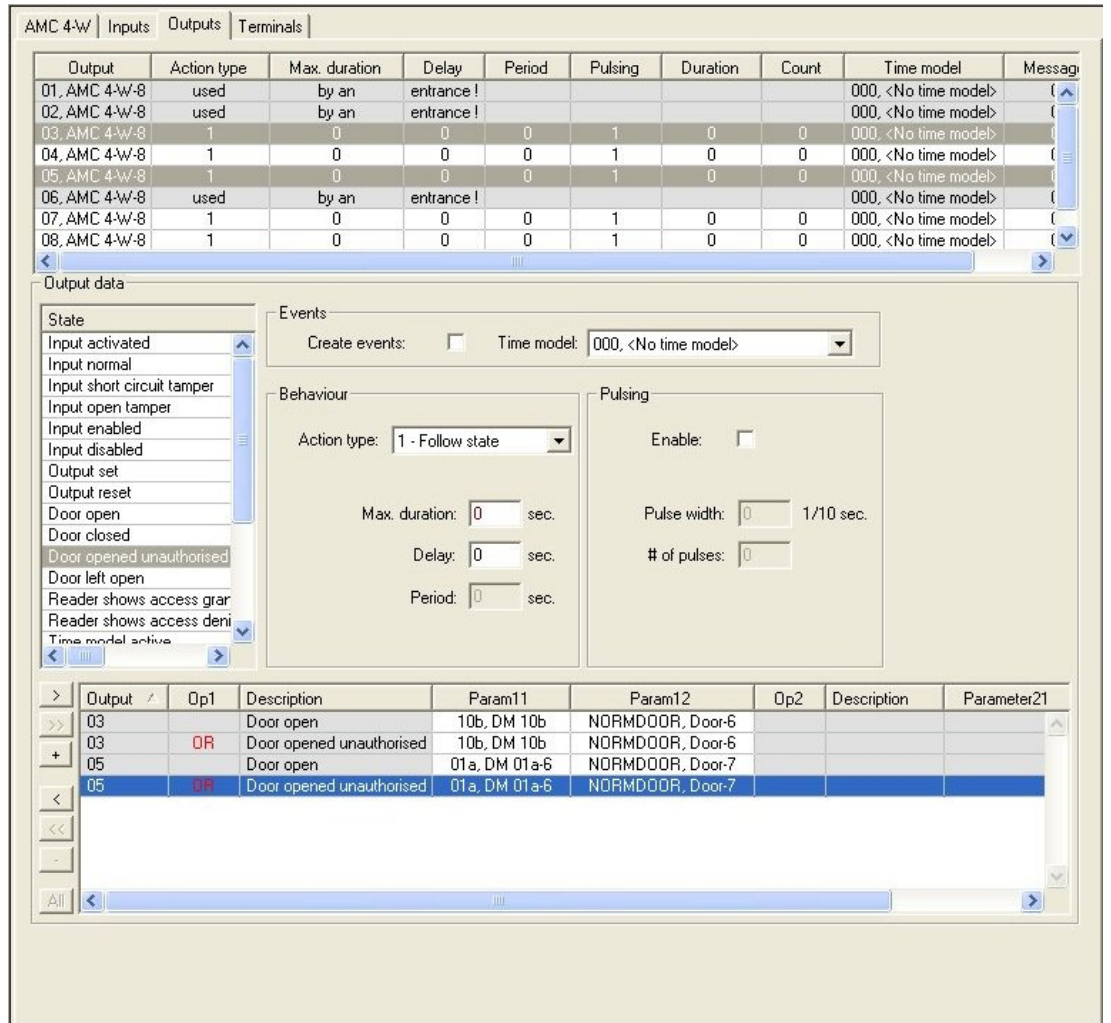 AMC 4-W Inputs Outputs Terminals
Output Action type Max. duration Delay Period Pulsing Duration Count Time model Messag
01, AMC 4-W-8 used by an entrance ! 000, <No time model>
02, AMC 4-W-8 used by an entrance ! 000, <No time model>
03, AMC 4-W-8 1 0 0 0 1 0 0 000, <No time model>
04, AMC 4-W-8 1 0 0 0 1 0 0 000, <No time model>
05, AMC 4-W-8 1 0 0 0 1 0 0 000, <No time model>
06, AMC 4-W-8 used by an entrance ! 000, <No time model>
07, AMC 4-W-8 1 0 0 0 1 0 0 000, <No time model>
08, AMC 4-W-8 1 0 0 0 1 0 0 000, <No time model>
Output data
State
Input activated
Input normal
Input short circuit tamper
Input open tamper
Input enabled
Input disabled
Output set
Output reset
Door open
Door closed
Door opened unauthorised
Door left open
Reader shows access gran
Reader shows access deni
Time model active
Events
Create events: Time model: 000, <No time model>
Behaviour
Action type: 1 - Follow state
Max. duration: 0 sec.
Delay: 0 sec.
Period: 0 sec.
Pulsing
Enable:
Pulse width: 0 1/10 sec.
# of pulses: 0
> >> + < << - All
Output Op1 Description Param11 Param12 Op2 Description Parameter21
03 Door open 10b, DM 10b NORMDOOR, Door-6
03 OR Door opened unauthorised 10b, DM 10b NORMDOOR, Door-6
05 Door open 01a, DM 01a-6 NORMDOOR, Door-7
05 OR Door opened unauthorised 01a, DM 01a-6 NORMDOOR, Door-7